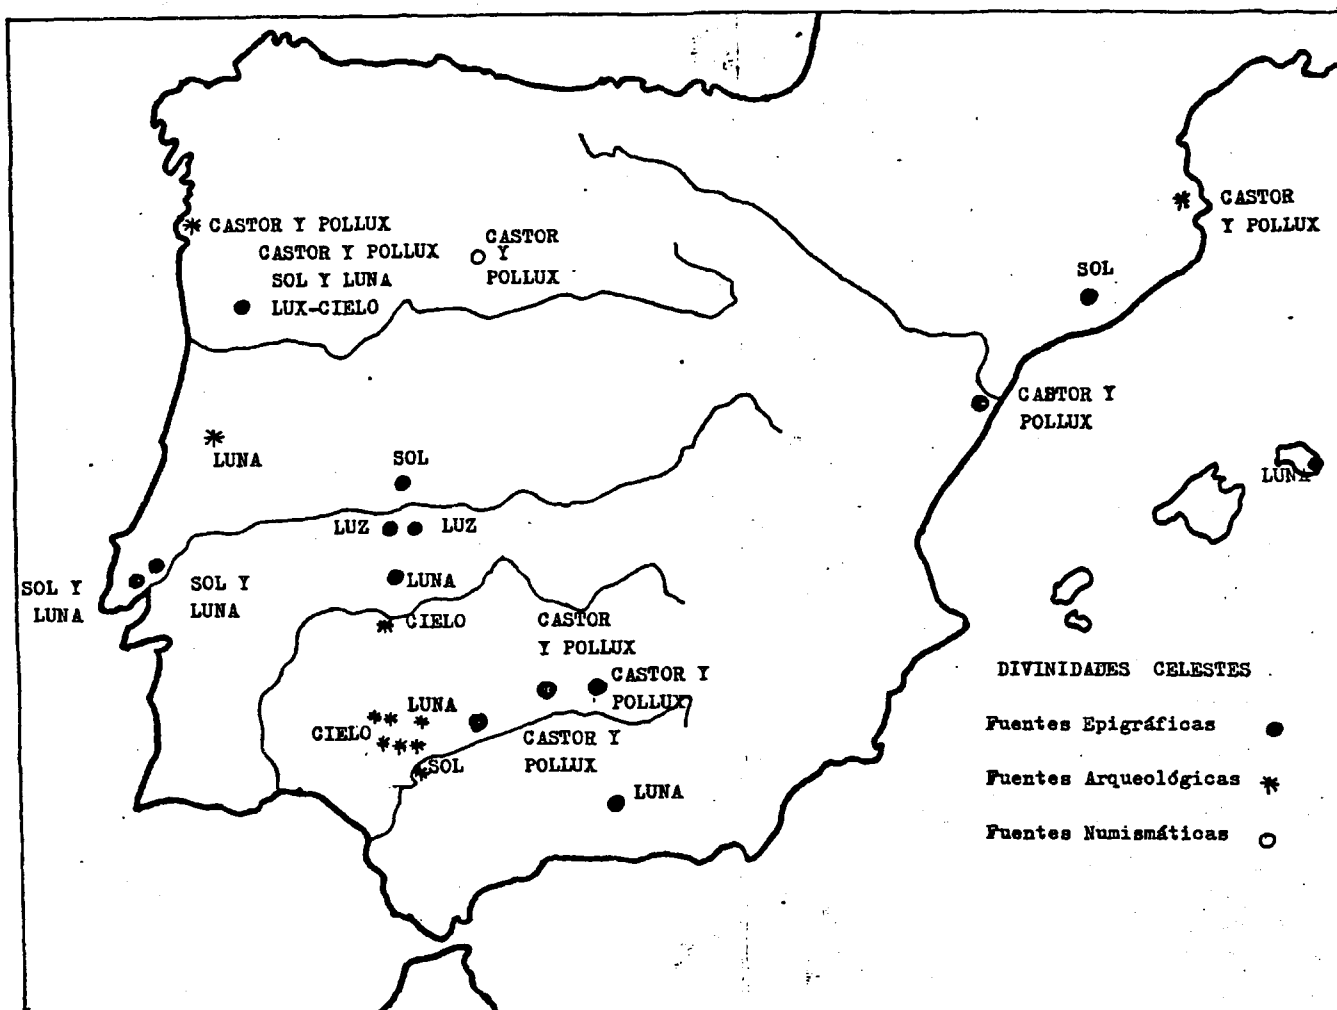 CASTOR Y POLLUX
CASTOR Y POLLUX
SOL Y LUNA
LUX-CIELO
CASTOR
Y
POLLUX
CASTOR
Y POLLUX
SOL
CASTOR Y
POLLUX
LUNA
LUNA
SOL
LUZ
LUZ
LUNA
SOL Y
LUNA
SOL Y
LUNA
CIELO
CASTOR
Y POLLUX
CASTOR Y
POLLUX
LUNA
CIELO
CASTOR Y
POLLUX
SOL
LUNA
DIVINIDADES CELESTES
Fuentes Epigráficas
Fuentes Arqueológicas
Fuentes Numismáticas